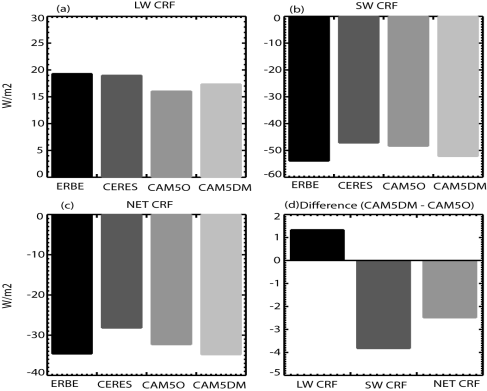 (a) LW CRF
30
25
20
15
10
5
0
W/m2
ERBE CERES CAM5O CAM5DM
(b) SW CRF
0
-10
-20
-30
-40
-50
-60
ERBE CERES CAM5O CAM5DM
(c) NET CRF
0
-10
-20
-30
-40
W/m2
ERBE CERES CAM5O CAM5DM
(d)Difference (CAM5DM - CAM5O)
2
1
0
-1
-2
-3
-4
-5
LW CRF SW CRF NET CRF